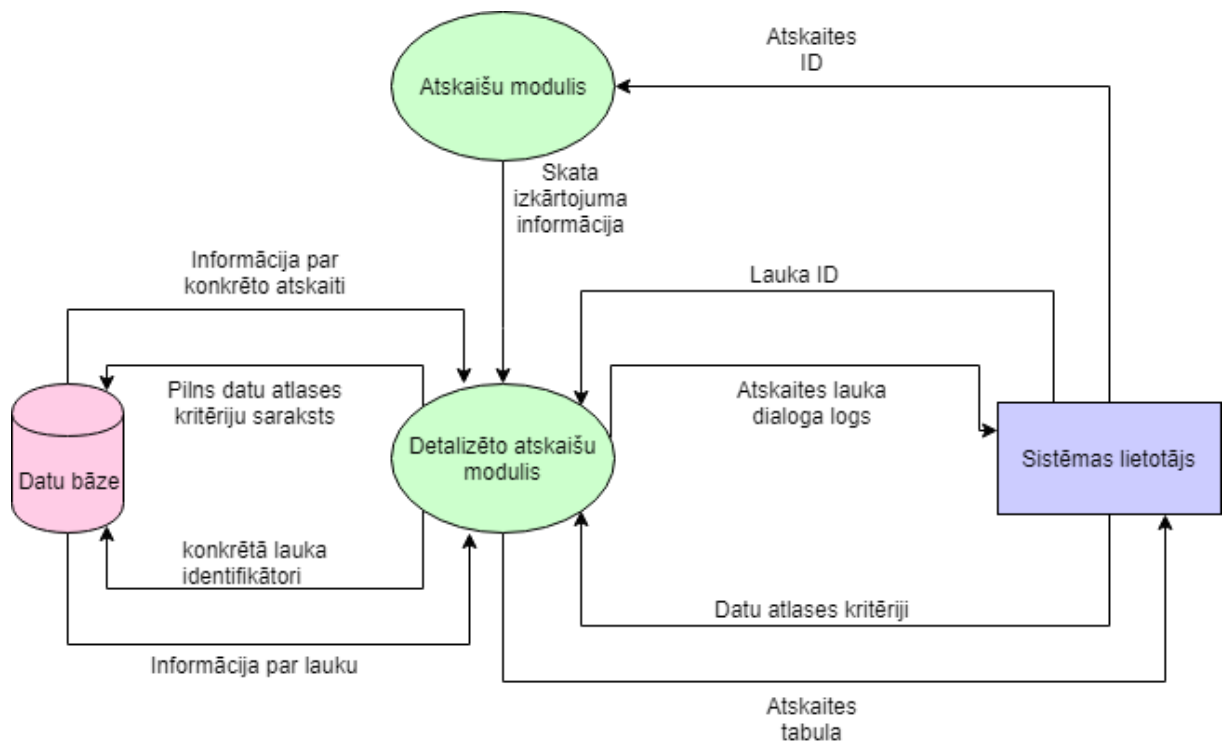 Atskaites
ID
Atskaišu modulis
Skata
izkārtojuma
informācija
Informācija par
konkrēto atskaiti
Lauka ID
Pilns datu atlases
kritēriju saraksts
Atskaites lauka
dialoga logs
Detalizēto atskaišu
modulis
Sistēmas lietotājs
Datu bāze
konkrētā lauka
identifikātori
Datu atlases kritēriji
Informācija par lauku
Atskaites
tabula